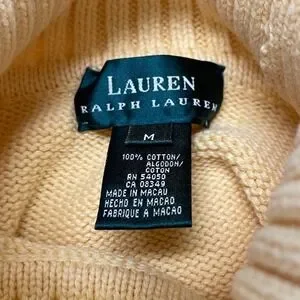 LAUREN
RALPH LAUREN
M
100% COTTON/
ALGODON/
COTON
RN 54050
CA 08349
MADE IN MACAU
HECHO EN MACAO
FABRIQUE A MACAO